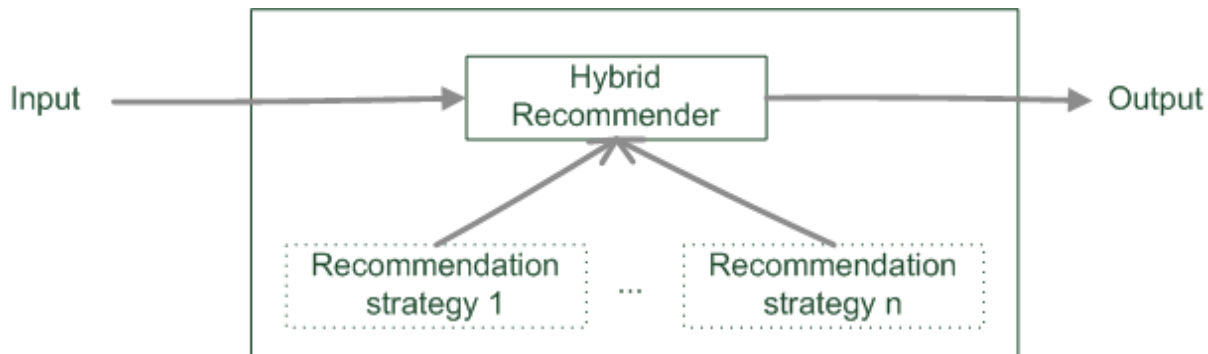 Input
Hybrid
Recommender
Output
Recommendation
strategy 1
...
Recommendation
strategy n